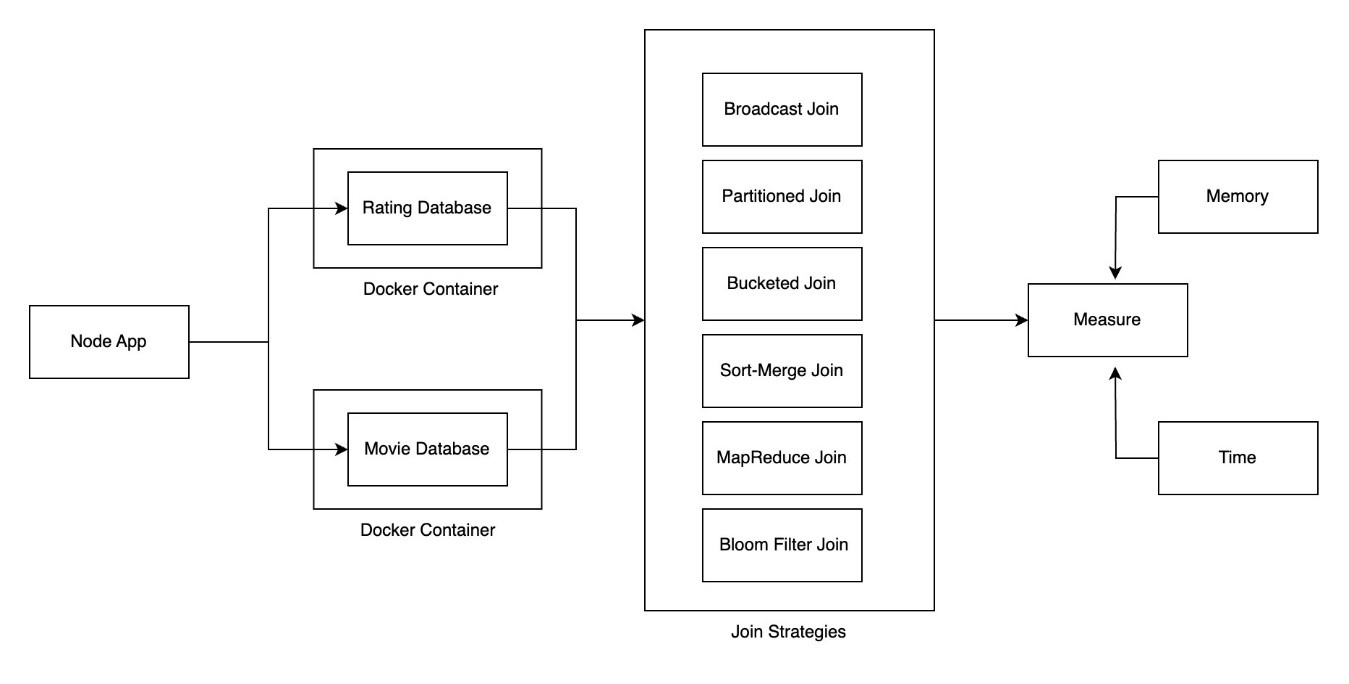 Node App
Rating Database
Docker Container
Movie Database
Docker Container
Broadcast Join
Partitioned Join
Bucketed Join
Sort-Merge Join
MapReduce Join
Bloom Filter Join
Join Strategies
Memory
Measure
Time